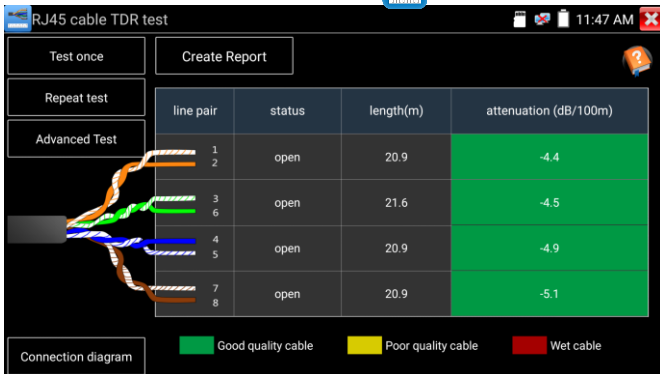 RJ45 cable TDR test
11:47 AM
Test once
Create Report
Repeat test
Advanced Test
line pair status length(m) attenuation (dB/100m)
1
2
open 20.9 -4.4
3
6
open 21.6 -4.5
4
5
open 20.9 -4.9
7
8
open 20.9 -5.1
Good quality cable Poor quality cable Wet cable
Connection diagram